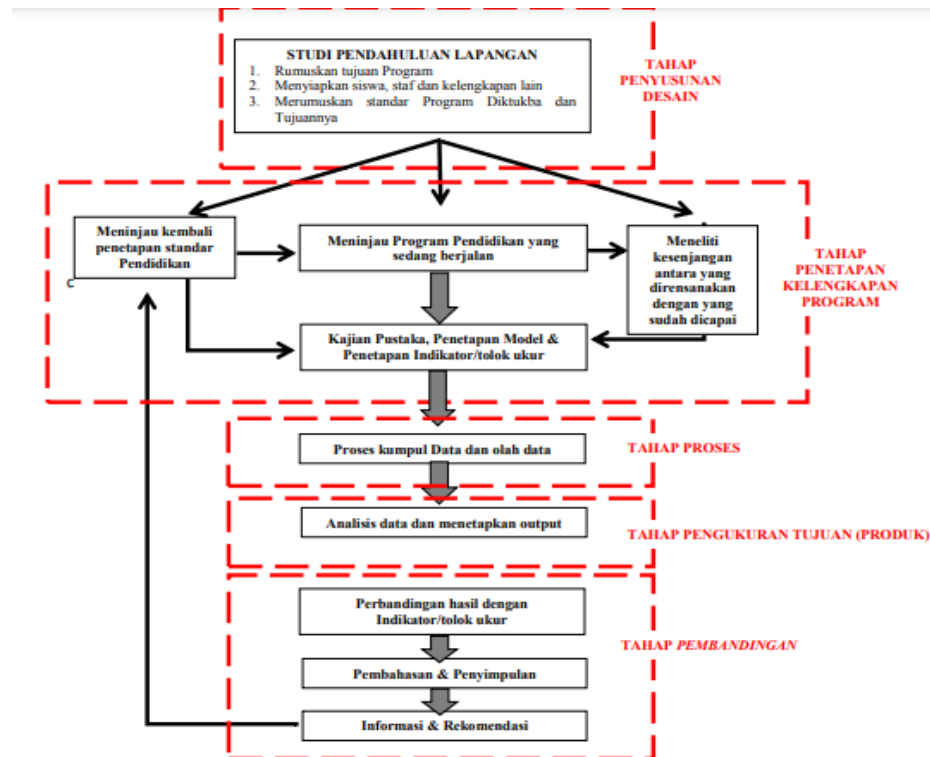 STUDI PENDAHULUAN LAPANGAN
1. Rumuskan tujuan Program
2. Menyiapkan siswa, staf dan kelengkapan lain
3. Merumuskan standar Program Diktukba dan
Tujuannya
TAHAP
PENYUSUNAN
DESAIN
Meninjau kembali
penetapan standar
Pendidikan
C
Meninjau Program Pendidikan yang
sedang berjalan
Meneliti
kesenjangan
antara yang
dirensanakan
dengan yang
sudah dicapai
TAHAP
PENETAPAN
KELENGKAPAN
PROGRAM
Kajian Pustaka, Penetapan Model &
Penetapan Indikator/tolok ukur
Proses kumpul Data dan olah data
TAHAP PROSES
Analisis data dan menetapkan output
TAHAP PENGUKURAN TUJUAN (PRODUK)
Perbandingan hasil dengan
Indikator/tolok ukur
TAHAP PEMBANDINGAN
Pembahasan & Penyimpulan
Informasi & Rekomendasi